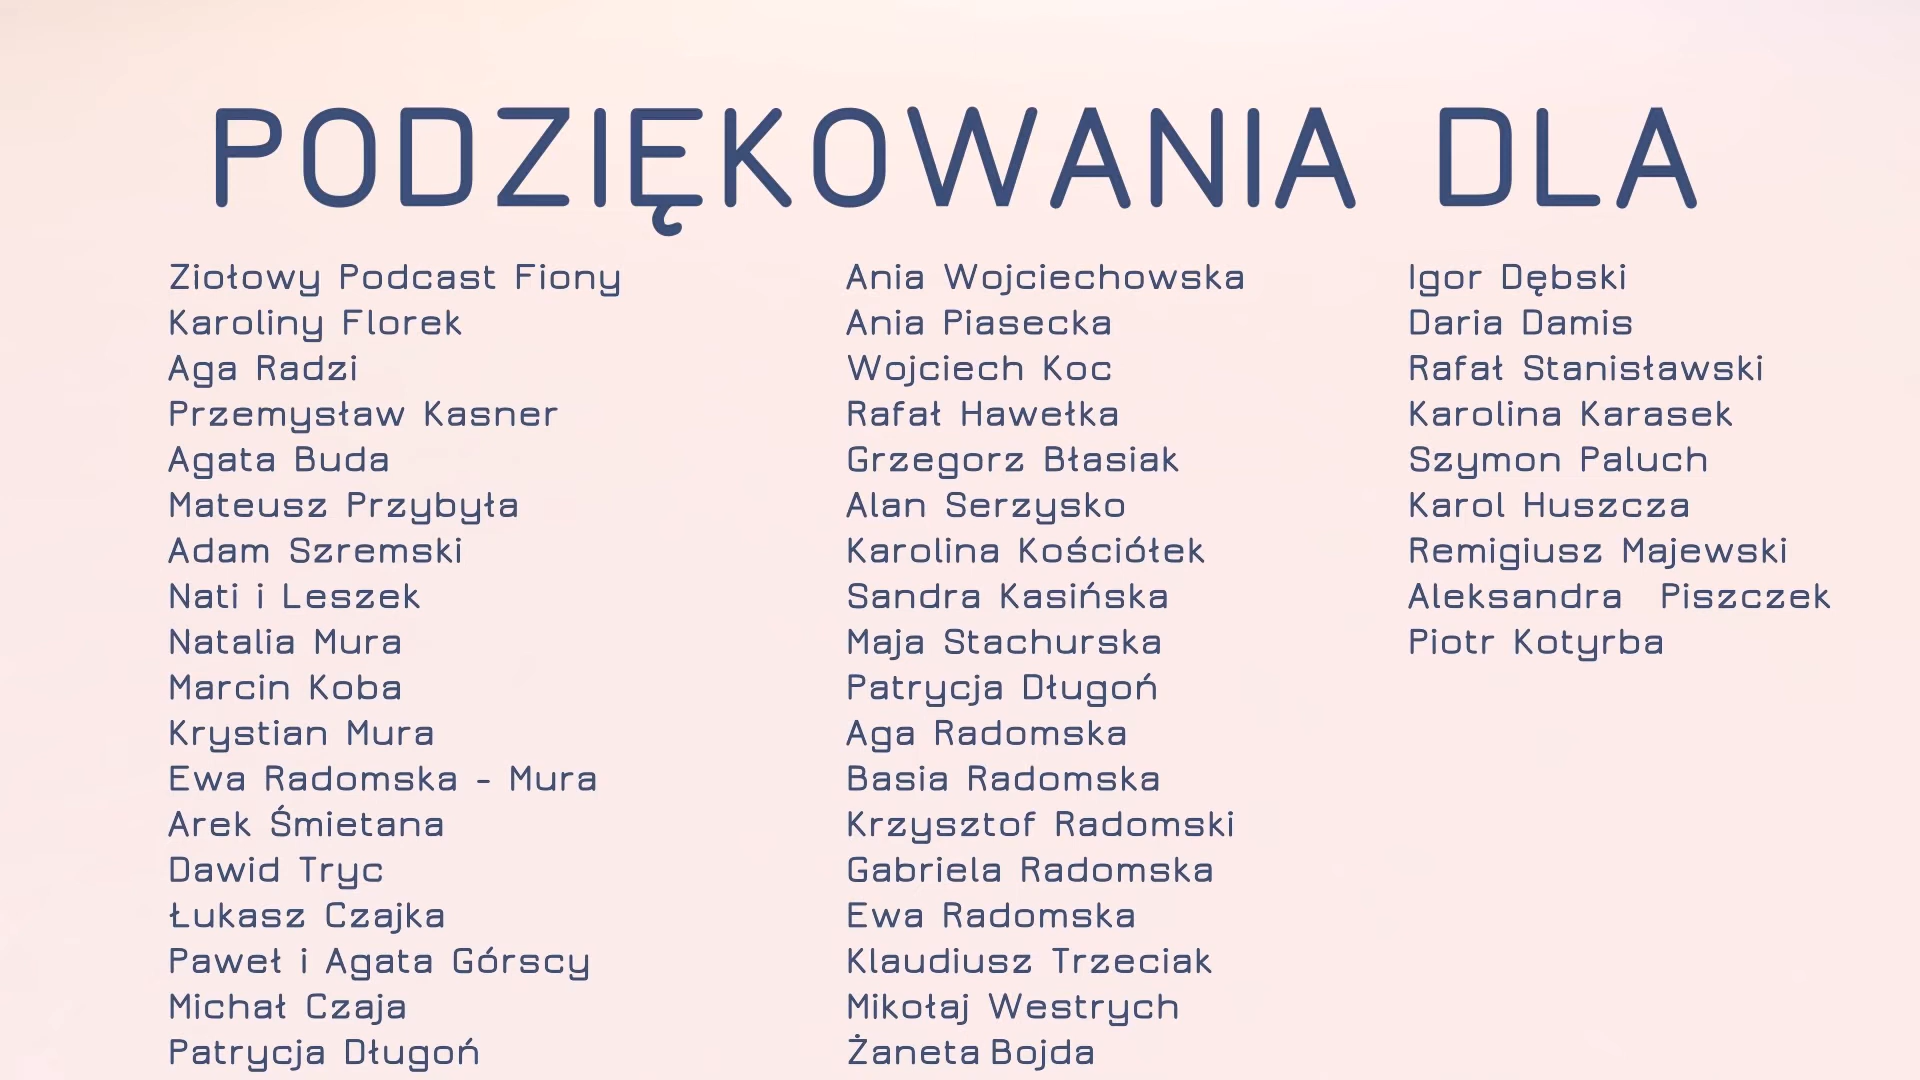 PODZIĘKOWANIA DLA
Ziołowy Podcast Fiony
Karoliny Florek
Aga Radzi
Przemysław Kasner
Agata Buda
Mateusz Przybyła
Adam Szremski
Nati i Leszek
Natalia Mura
Marcin Koba
Krystian Mura
Ewa Radomska - Mura
Arek Śmietana
Dawid Tryc
Łukasz Czajka
Paweł i Agata Górscy
Michał Czaja
Patrycja Długoń
Ania Wojciechowska
Ania Piasecka
Wojciech Koc
Rafał Hawełka
Grzegorz Błasiak
Alan Serzysko
Karolina Kościółek
Sandra Kasińska
Maja Stachurska
Patrycja Długoń
Aga Radomska
Basia Radomska
Krzysztof Radomski
Gabriela Radomska
Ewa Radomska
Klaudiusz Trzeciak
Mikołaj Westrych
Żaneta Bojda
Igor Dębski
Daria Damis
Rafał Stanisławski
Karolina Karasek
Szymon Paluch
Karol Huszcza
Remigiusz Majewski
Aleksandra Piszczek
Piotr Kotyrba